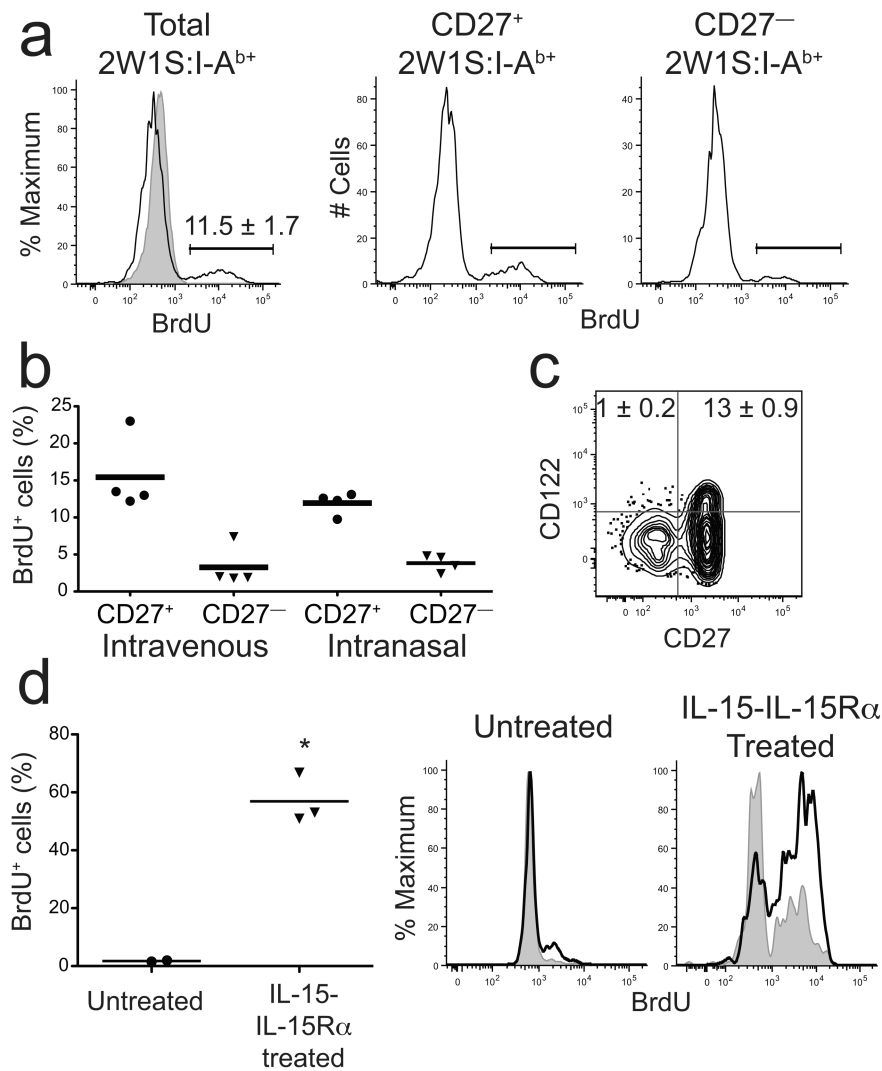 a
Total
2W1S:I-Aᵇ⁺
CD27⁺
2W1S:I-Aᵇ⁺
CD27⁻
2W1S:I-Aᵇ⁺
% Maximum
100
80
60
40
20
0
11.5 ± 1.7
0 10² 10³ 10⁴ 10⁵
BrdU
# Cells
80
60
40
20
0
0 10² 10³ 10⁴ 10⁵
40
30
20
10
0
0 10² 10³ 10⁴ 10⁵
BrdU
b
BrdU⁺ cells (%)
25
20
15
10
5
0
CD27⁺ CD27⁻ CD27⁺ CD27⁻
Intravenous Intranasal
c
CD122
10⁵
10⁴
10³
0
1 ± 0.2 13 ± 0.9
0 10² 10³ 10⁴ 10⁵
CD27
d
BrdU⁺ cells (%)
80
60
40
20
0
*
Untreated
IL-15-
IL-15Rα
treated
Untreated
% Maximum
100
80
60
40
20
0
0 10² 10³ 10⁴ 10⁵
IL-15-IL-15Rα
Treated
100
80
60
40
20
0
0 10² 10³ 10⁴ 10⁵
BrdU